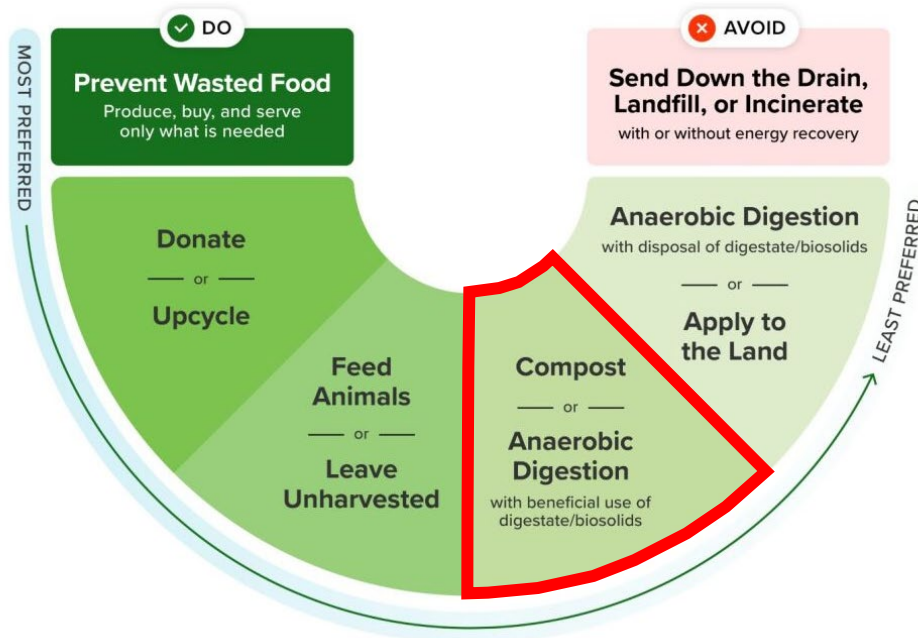 DO
AVOID
MOST PREFERRED
Prevent Wasted Food
Produce, buy, and serve
only what is needed
Send Down the Drain,
Landfill, or Incinerate
with or without energy recovery
Donate
or
Upcycle
Feed
Animals
or
Leave
Unharvested
Compost
or
Anaerobic
Digestion
with beneficial use of
digestate/biosolids
Anaerobic Digestion
with disposal of digestate/biosolids
or
Apply to
the Land
LEAST PREFERRED